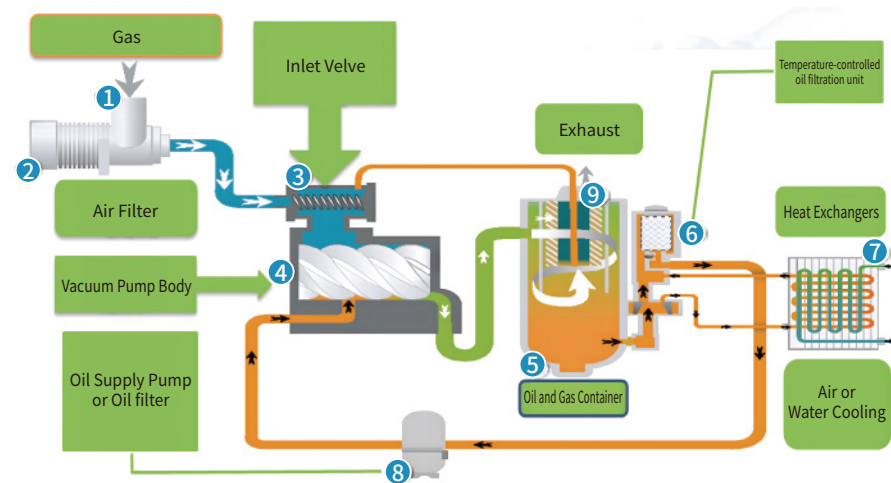 Gas
Inlet Velve
Temperature-controlled
oil filtration unit
1
Exhaust
2
3
9
Air Filter
6
Heat Exchangers
7
4
Vacuum Pump Body
Oil Supply Pump
or Oil filter
5
Oil and Gas Container
Air or
Water Cooling
8